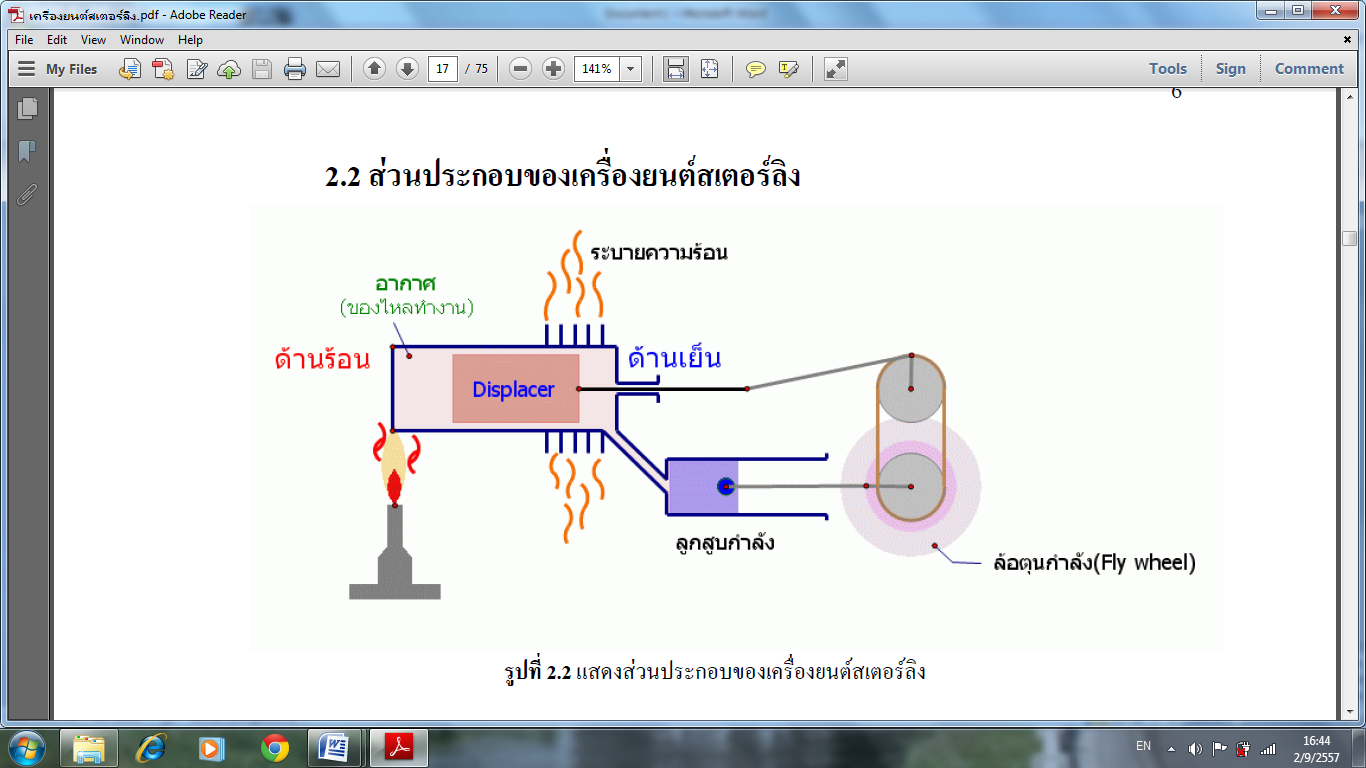 เครื่องยนต์สเตอร์ลิง.pdf - Adobe Reader
File Edit View Window Help
My Files 17 / 75 141% Tools Sign Comment
6
2.2 ส่วนประกอบของเครื่องยนต์สเตอร์ลิง
ระบายความร้อน
อากาศ
(ของไหลทำงาน)
ด้านร้อน
ด้านเย็น
Displacer
ลูกสูบกำลัง
ล้อตุนกำลัง(Fly wheel)
รูปที่ 2.2 แสดงส่วนประกอบของเครื่องยนต์สเตอร์ลิง
EN
16:44
2/9/2557